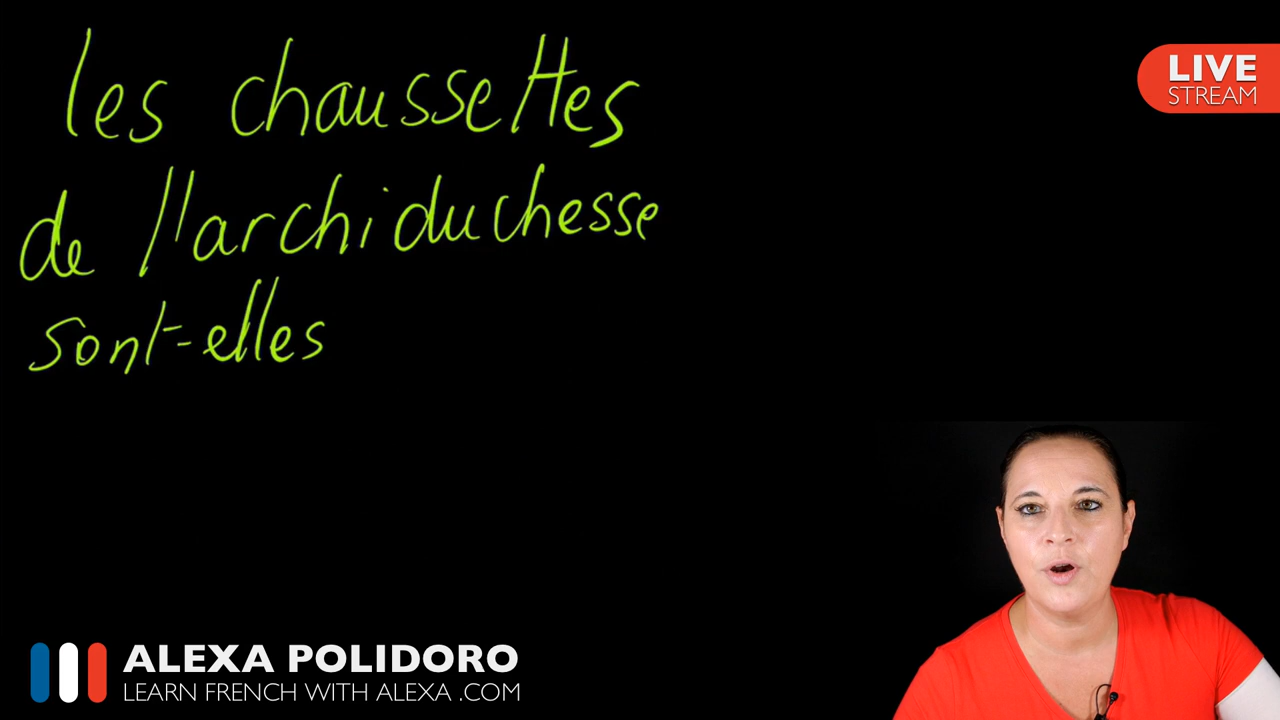 les chaussettes
de l'archiduchesse
sont-elles
LIVE
STREAM
ALEXA POLIDORO
LEARN FRENCH WITH ALEXA .COM